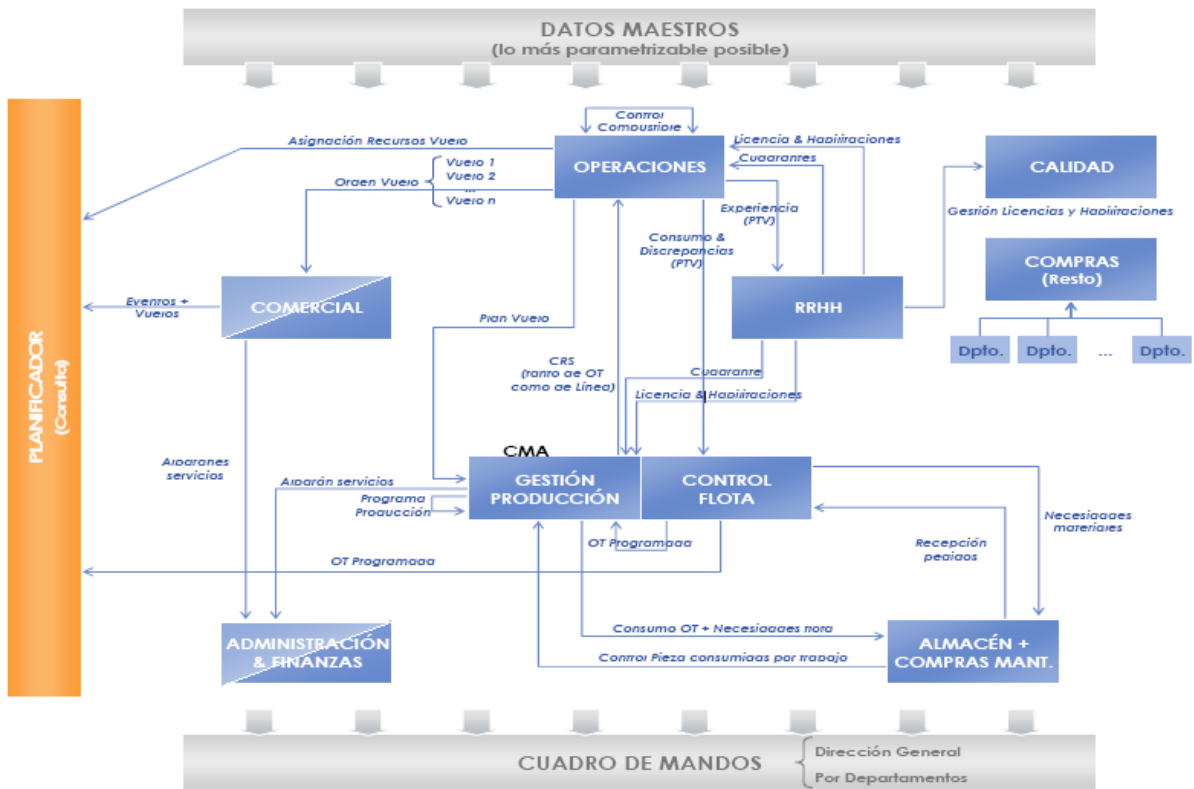 DATOS MAESTROS
(lo más parametrizable posible)
Control
Combustible
Asignación Recursos Vuelo
Licencia & Habilitaciones
OPERACIONES
Cuadrantes
CALIDAD
Vuelo 1
Orden Vuelo
Vuelo 2
...
Vuelo n
Experiencia
(PTV)
Gestión Licencias y Habilitaciones
Consumo &
Discrepancias
(PTV)
COMPRAS
(Resto)
PLANIFICADOR
(Consulta)
Eventos +
Vuelos
COMERCIAL
RRHH
Plan Vuelo
Dpto.
Dpto.
...
Dpto.
CRS
(tanto de OT
como de Línea)
Cuadrante
Licencia & Habilitaciones
CMA
Albaranes
servicios
Albarán servicios
GESTIÓN
PRODUCCIÓN
CONTROL
FLOTA
Programa
Producción
Necesidades
materiales
OT Programada
Recepción
pedidos
OT Programada
ADMINISTRACIÓN
& FINANZAS
Consumo OT + Necesidades flota
Control Pieza consumidas por trabajo
ALMACÉN +
COMPRAS MANT.
CUADRO DE MANDOS
Dirección General
Por Departamentos